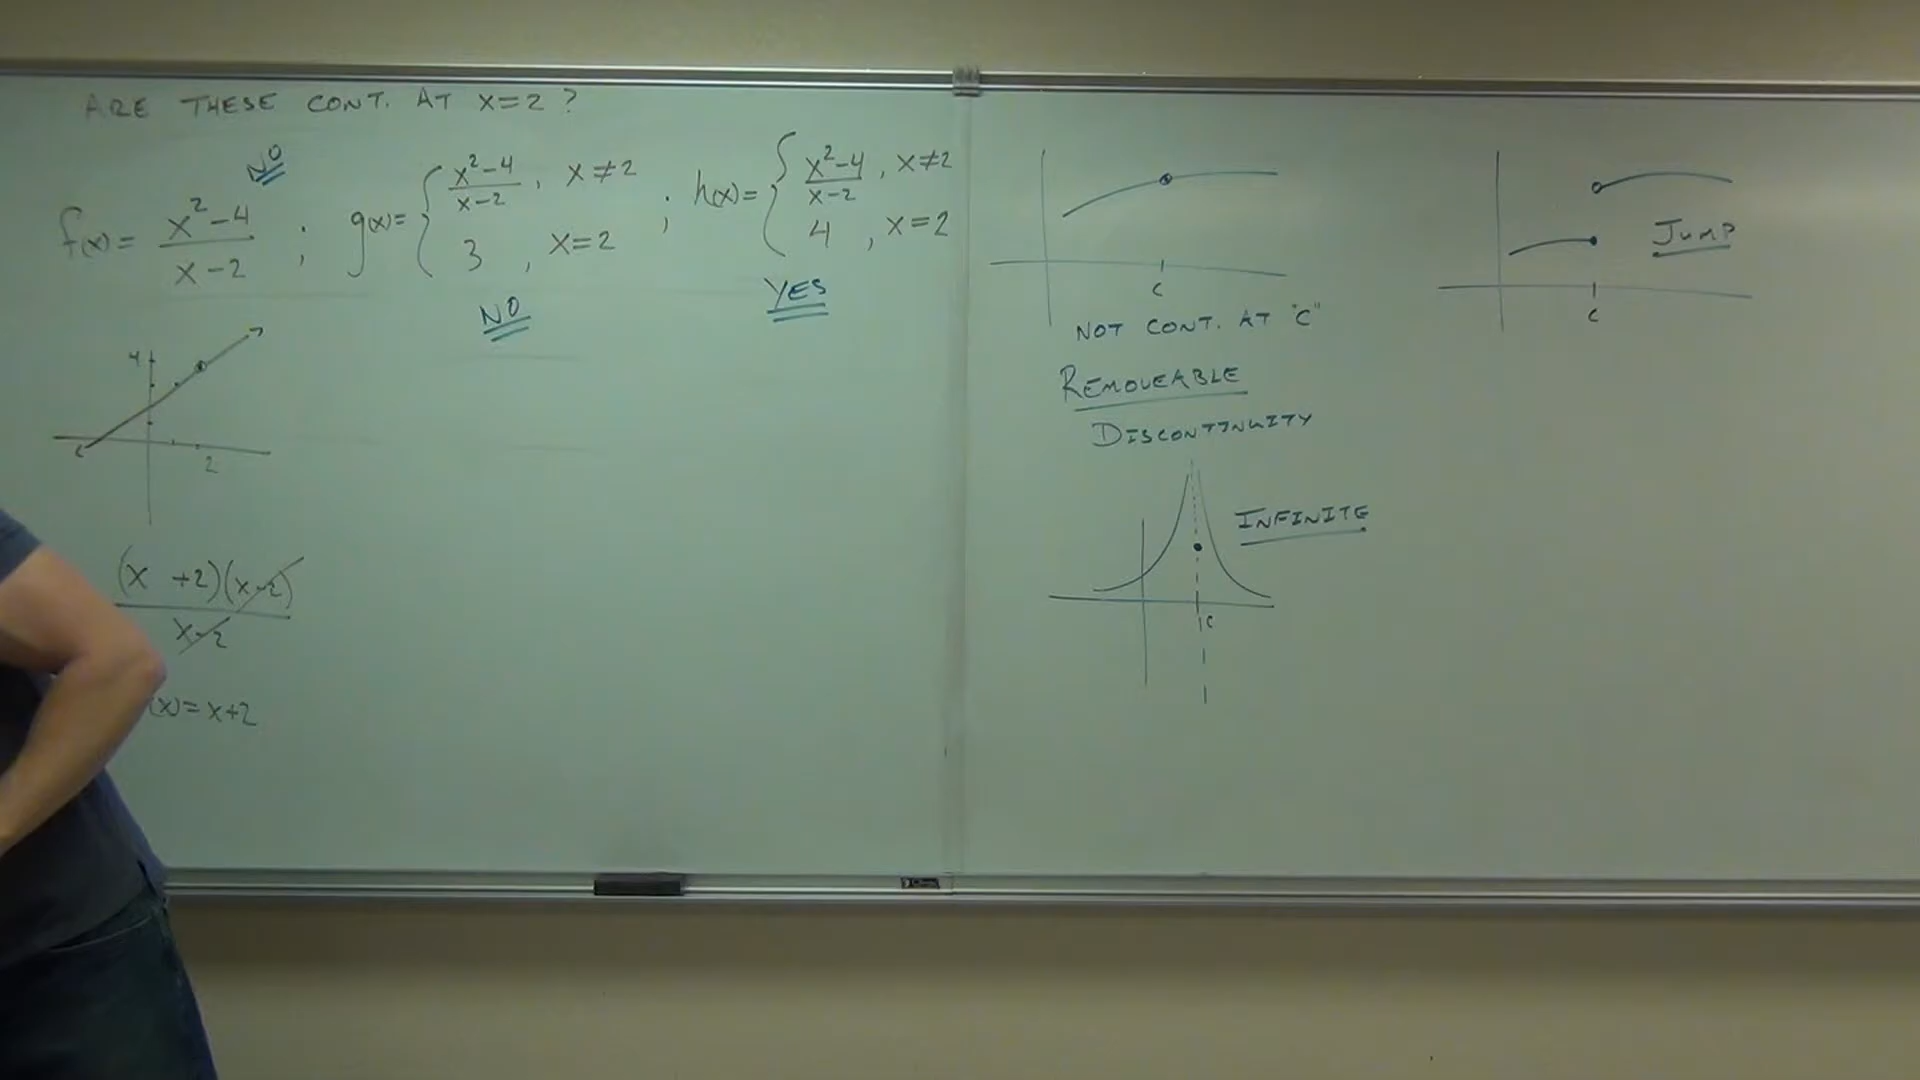 ARE THESE CONT. AT X=2 ?
NO
f(x) = x²-4 / x-2 ;
g(x) = { x²-4 / x-2 , x≠2
3 , x=2 ;
NO
h(x) = { x²-4 / x-2 , x≠2
4 , x=2
YES
4
2
(x +2)(x-2)
x-2
(x)=x+2
C
NOT CONT. AT "C"
REMOVEABLE
DISCONTINUITY
INFINITE
C
JUMP
C